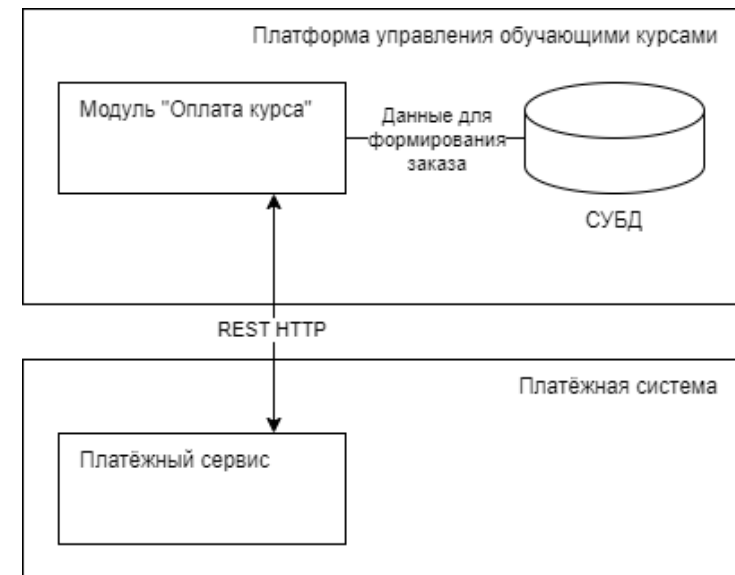 Платформа управления обучающими курсами
Модуль "Оплата курса"
Данные для
формирования
заказа
СУБД
REST HTTP
Платёжная система
Платёжный сервис